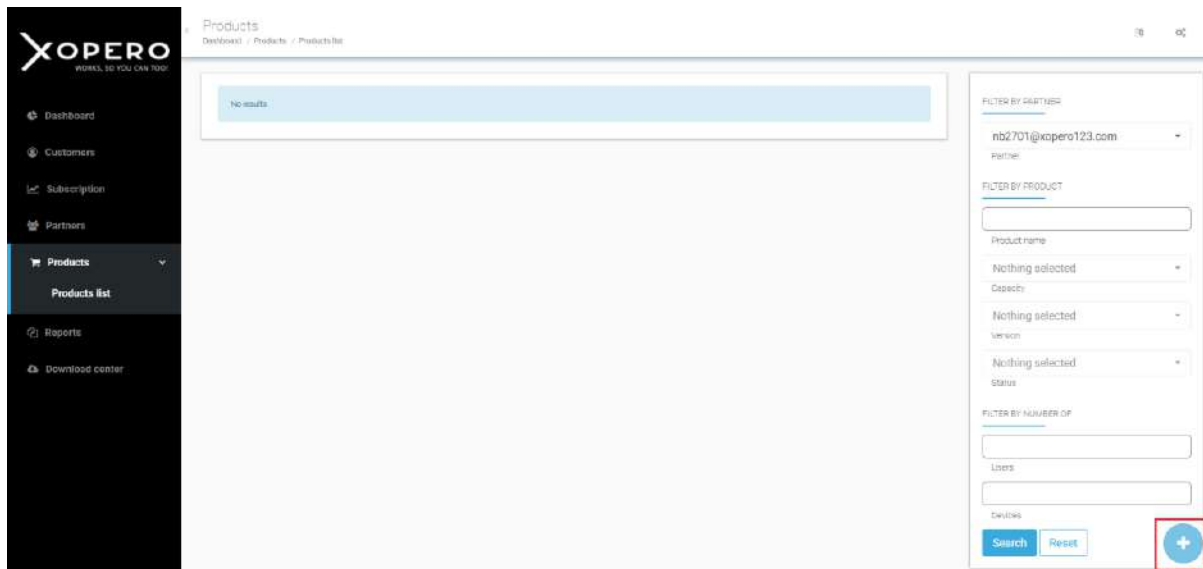 XOPERO
WORKS, SO YOU CAN TOO!
Dashboard
Customers
Subscription
Partners
Products
Products list
Reports
Download center
Products
Dashboard / Products / Products list
No results
FILTER BY PARTNER
nb2701@xopero123.com
Partner
FILTER BY PRODUCT
Product name
Nothing selected
Capacity
Nothing selected
Version
Nothing selected
Status
FILTER BY NUMBER OF
Users
Devices
Search Reset
+